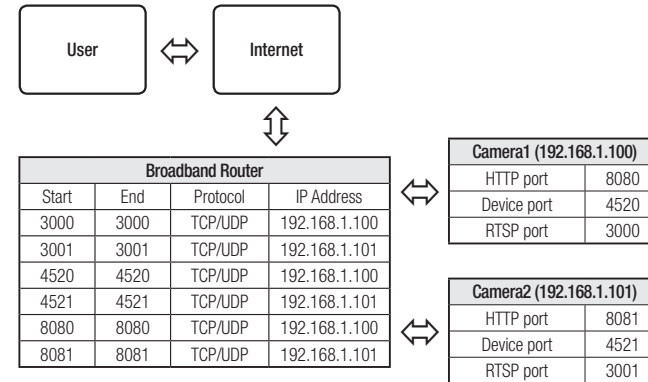 User
Internet
Broadband Router
Start End Protocol IP Address
3000 3000 TCP/UDP 192.168.1.100
3001 3001 TCP/UDP 192.168.1.101
4520 4520 TCP/UDP 192.168.1.100
4521 4521 TCP/UDP 192.168.1.101
8080 8080 TCP/UDP 192.168.1.100
8081 8081 TCP/UDP 192.168.1.101
Camera1 (192.168.1.100)
HTTP port 8080
Device port 4520
RTSP port 3000
Camera2 (192.168.1.101)
HTTP port 8081
Device port 4521
RTSP port 3001